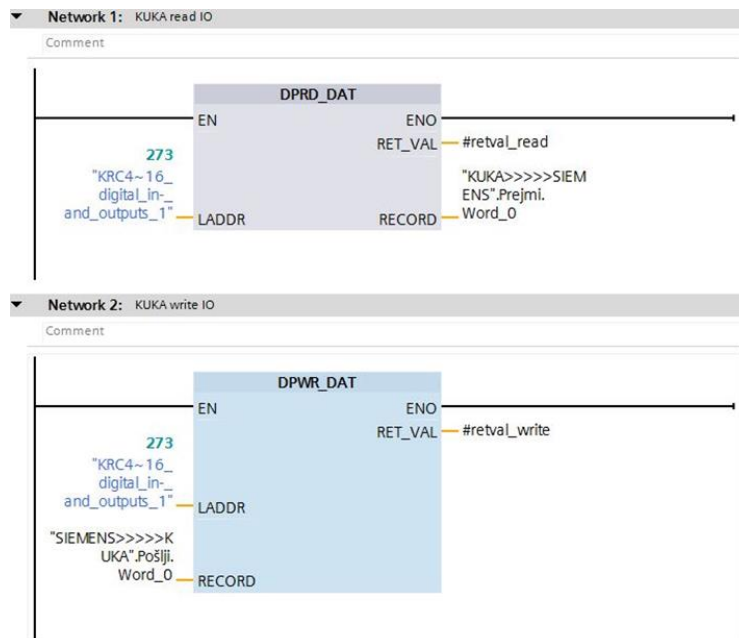 Network 1: KUKA read IO
Comment
DPRD_DAT
EN ENO
RET_VAL #retval_read
273
"KRC4~16_
digital_in-_
and_outputs_1" LADDR
"KUKA>>>>>SIEM
ENS".Prejmi.
RECORD Word_0
Network 2: KUKA write IO
Comment
DPWR_DAT
EN ENO
RET_VAL #retval_write
273
"KRC4~16_
digital_in-_
and_outputs_1" LADDR
"SIEMENS>>>>>K
UKA".Pošlji.
Word_0 RECORD